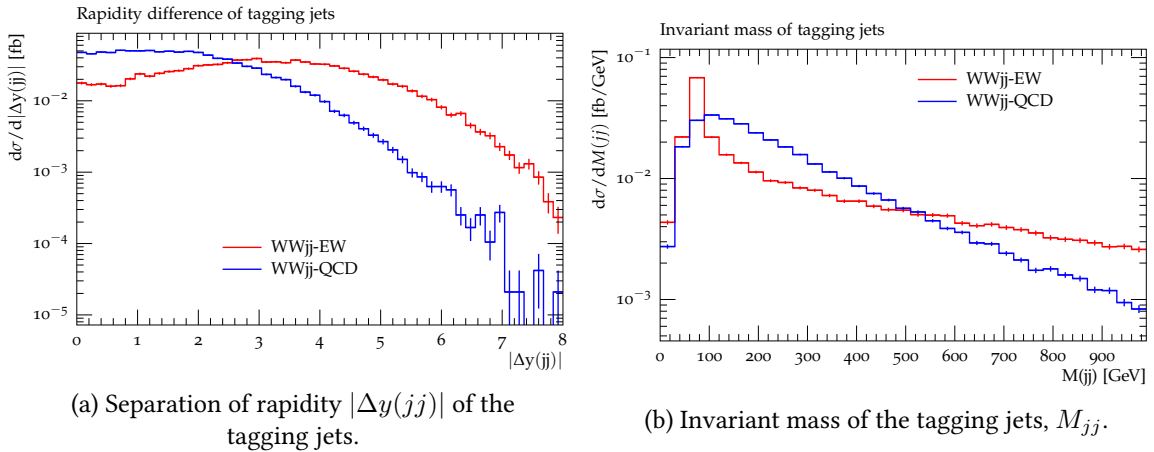 Rapidity difference of tagging jets
dσ/d|Δy(jj)| [fb]
10⁻²
10⁻³
10⁻⁴
10⁻⁵
WWjj-EW
WWjj-QCD
0 1 2 3 4 5 6 7 8
|Δy(jj)|
(a) Separation of rapidity |Δy(jj)| of the
tagging jets.
Invariant mass of tagging jets
dσ/dM(jj) [fb/GeV]
10⁻¹
10⁻²
10⁻³
WWjj-EW
WWjj-QCD
0 100 200 300 400 500 600 700 800 900
M(jj) [GeV]
(b) Invariant mass of the tagging jets, Mjj.